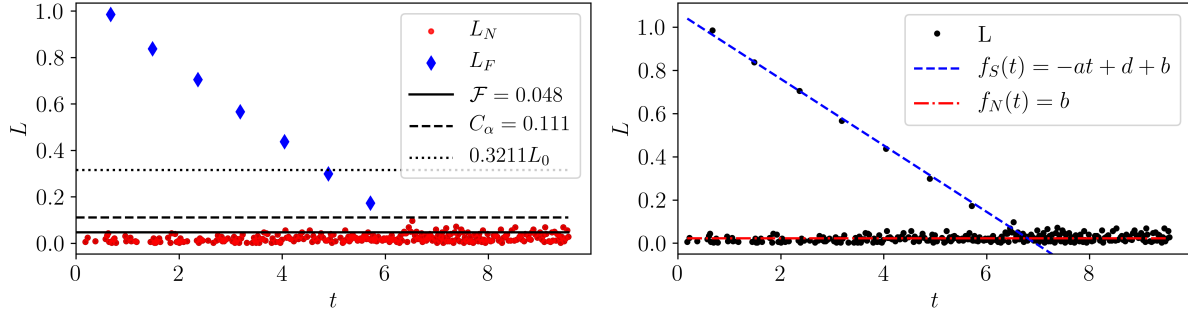 1.0
0.8
0.6
0.4
0.2
0.0
L
0
2
4
6
8
t
L_N
L_F
𝓕 = 0.048
C_α = 0.111
0.3211L_0
1.0
0.8
0.6
0.4
0.2
0.0
L
0
2
4
6
8
t
L
f_S(t) = −at + d + b
f_N(t) = b